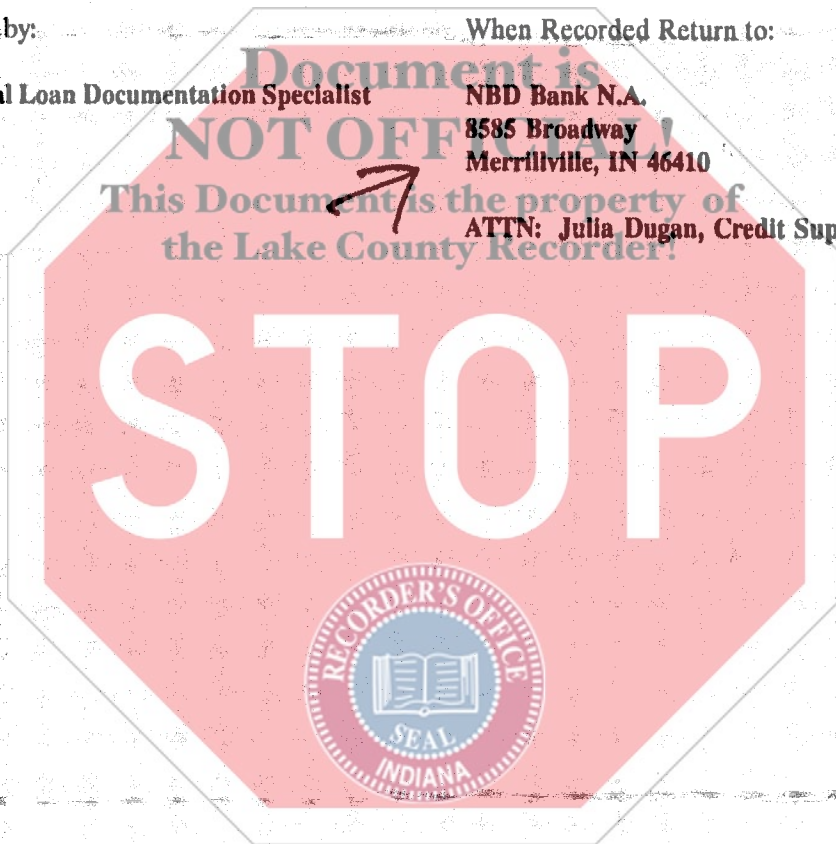 by:
When Recorded Return to:
Document is
l Loan Documentation Specialist
NBD Bank N.A.
NOT OFFICIAL!
8585 Broadway
Merrillville, IN 46410
This Document is the property of
ATTN: Julia Dugan, Credit Sup
the Lake County Recorder!
STOP
RECORDER'S OFFICE
SEAL
INDIANA